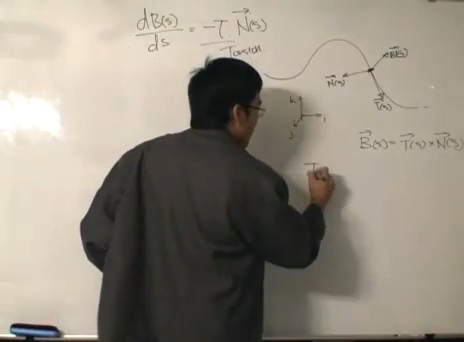 dB(s)/ds = -τ N⃗(s)
Torsion
B⃗(s)
N⃗(s)
T⃗(s)
k
i
j
B⃗(s) = T⃗(s) × N⃗(s)
T